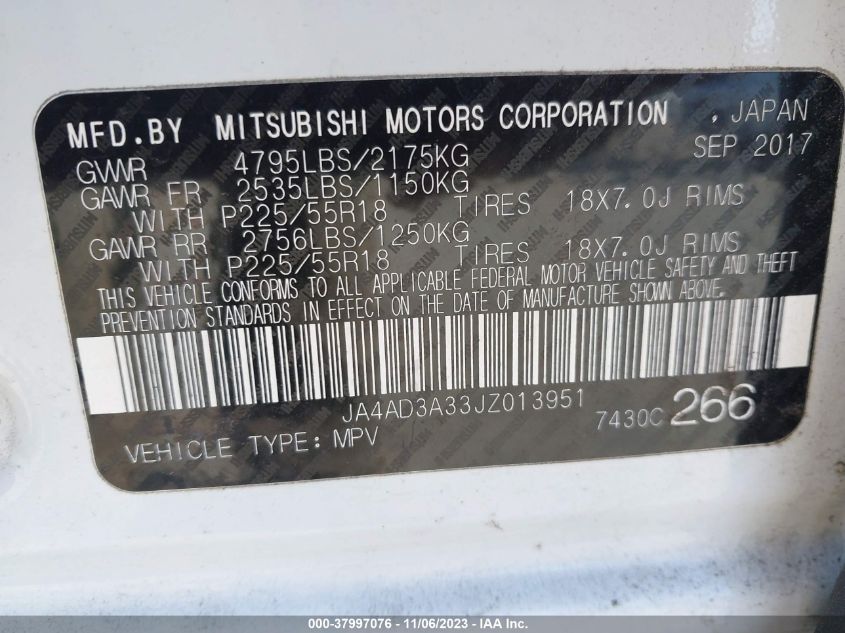 MFD.BY MITSUBISHI MOTORS CORPORATION , JAPAN
GVWR 4795LBS/2175KG SEP 2017
GAWR FR 2535LBS/1150KG
WITH P225/55R18 TIRES 18X7.0J RIMS
GAWR RR 2756LBS/1250KG
WITH P225/55R18 TIRES 18X7.0J RIMS
THIS VEHICLE CONFORMS TO ALL APPLICABLE FEDERAL MOTOR VEHICLE SAFETY AND THEFT
PREVENTION STANDARDS IN EFFECT ON THE DATE OF MANUFACTURE SHOWN ABOVE.
JA4AD3A33JZ013951
VEHICLE TYPE: MPV 7430C 266
000-37997076 - 11/06/2023 - IAA Inc.